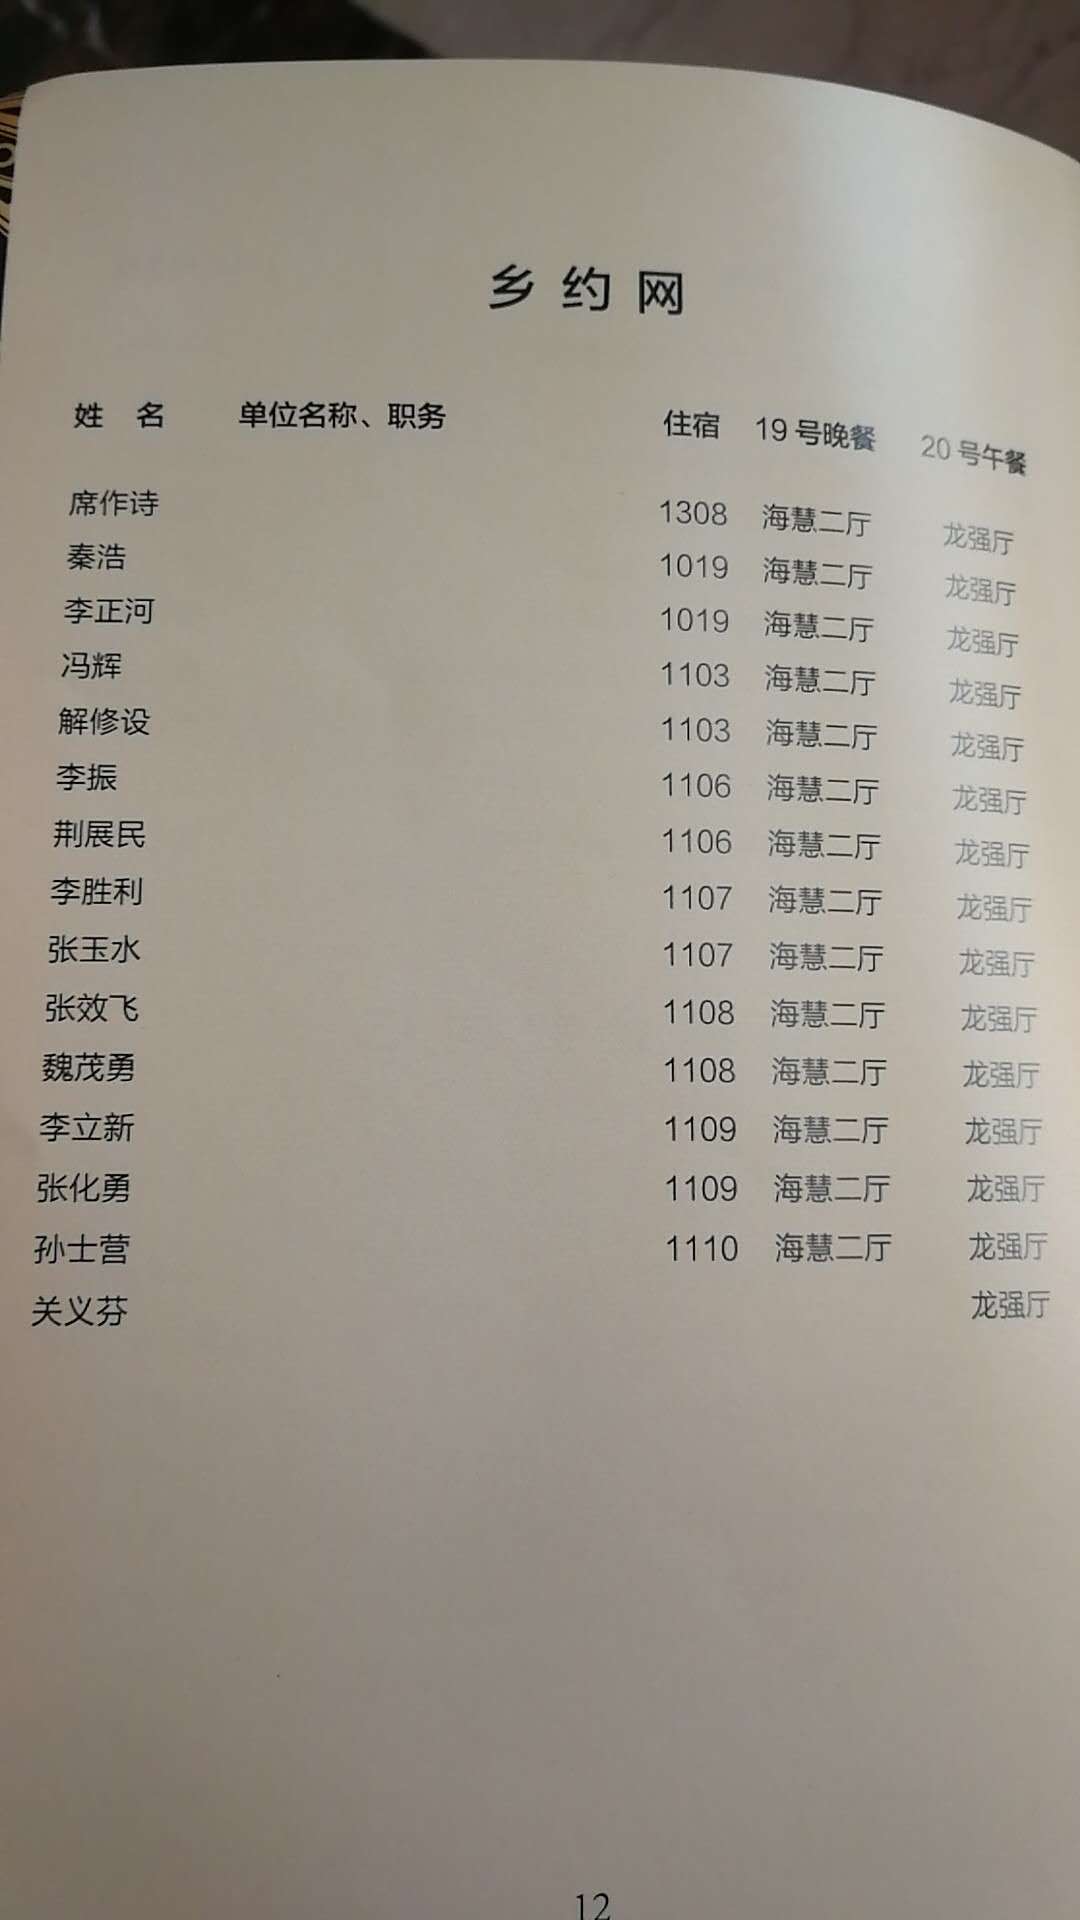 乡约网
姓 名 单位名称、职务 住宿 19号晚餐 20号午餐
席作诗 1308 海慧二厅 龙强厅
秦浩 1019 海慧二厅 龙强厅
李正河 1019 海慧二厅 龙强厅
冯辉 1103 海慧二厅 龙强厅
解修设 1103 海慧二厅 龙强厅
李振 1106 海慧二厅 龙强厅
荆展民 1106 海慧二厅 龙强厅
李胜利 1107 海慧二厅 龙强厅
张玉水 1107 海慧二厅 龙强厅
张效飞 1108 海慧二厅 龙强厅
魏茂勇 1108 海慧二厅 龙强厅
李立新 1109 海慧二厅 龙强厅
张化勇 1109 海慧二厅 龙强厅
孙士营 1110 海慧二厅 龙强厅
关义芬 龙强厅
12